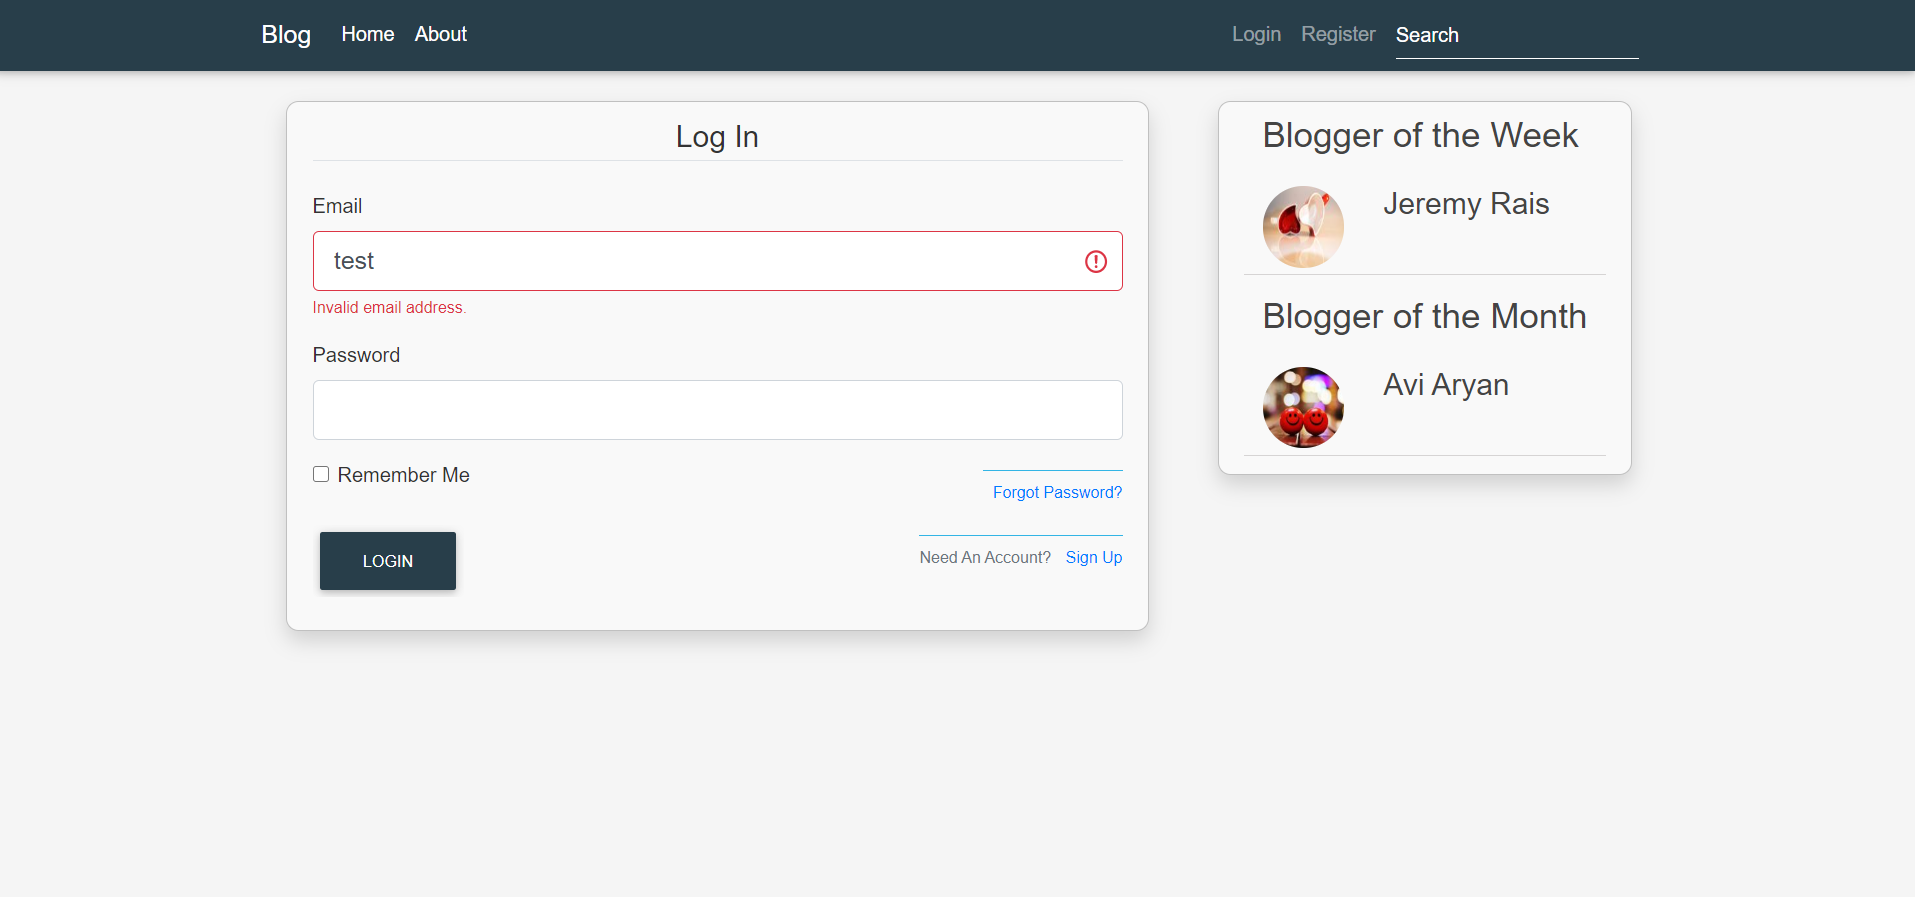 Blog Home About Login Register Search
Log In
Email
test
Invalid email address.
Password
Remember Me
Forgot Password?
LOGIN
Need An Account? Sign Up
Blogger of the Week
Jeremy Rais
Blogger of the Month
Avi Aryan